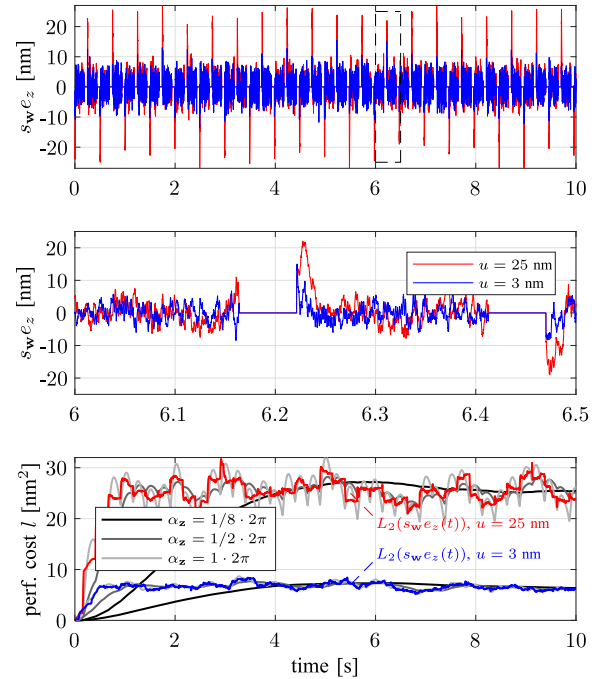 20
10
0
-10
-20
s_w e_z [nm]
0 2 4 6 8 10
20
10
0
-10
-20
s_w e_z [nm]
u = 25 nm
u = 3 nm
6 6.1 6.2 6.3 6.4 6.5
30
20
10
0
perf. cost l [nm²]
α_z = 1/8 · 2π
α_z = 1/2 · 2π
α_z = 1 · 2π
L₂(s_w e_z(t)), u = 25 nm
L₂(s_w e_z(t)), u = 3 nm
0 2 4 6 8 10
time [s]